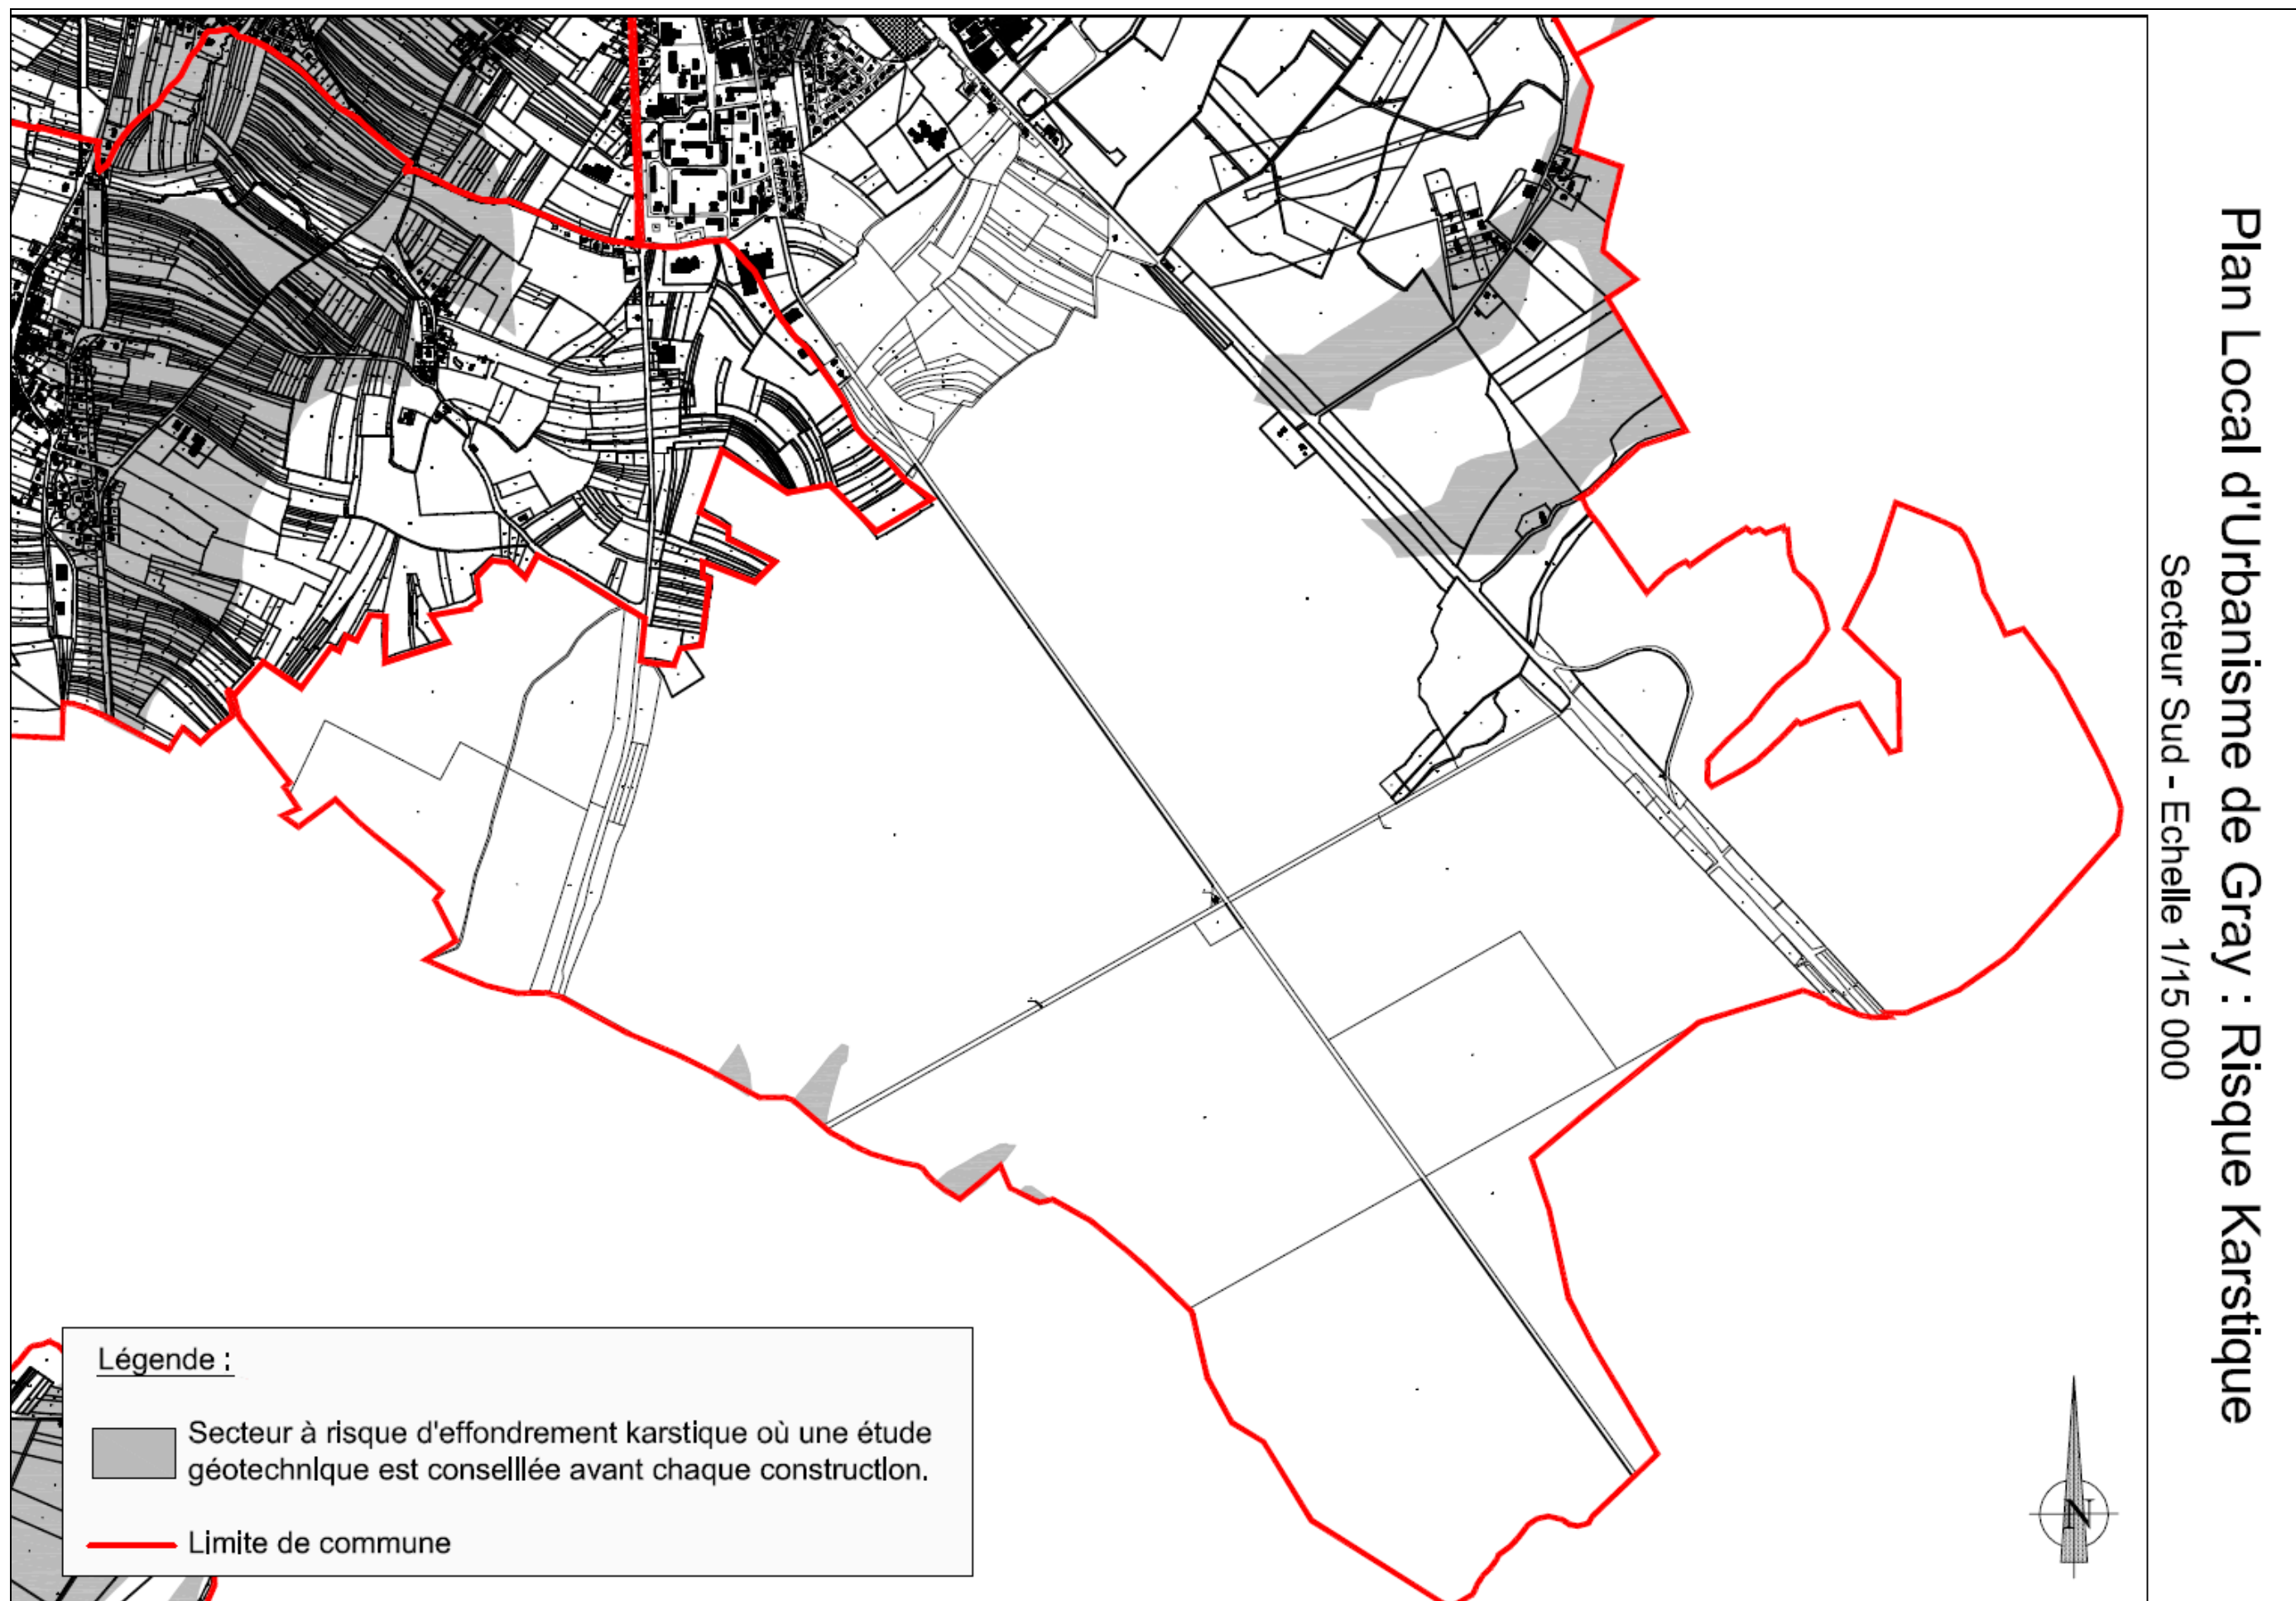 Plan Local d'Urbanisme de Gray : Risque Karstique
Secteur Sud - Echelle 1/15 000
Légende :
Secteur à risque d'effondrement karstique où une étude
géotechnique est conseillée avant chaque construction.
Limite de commune
N